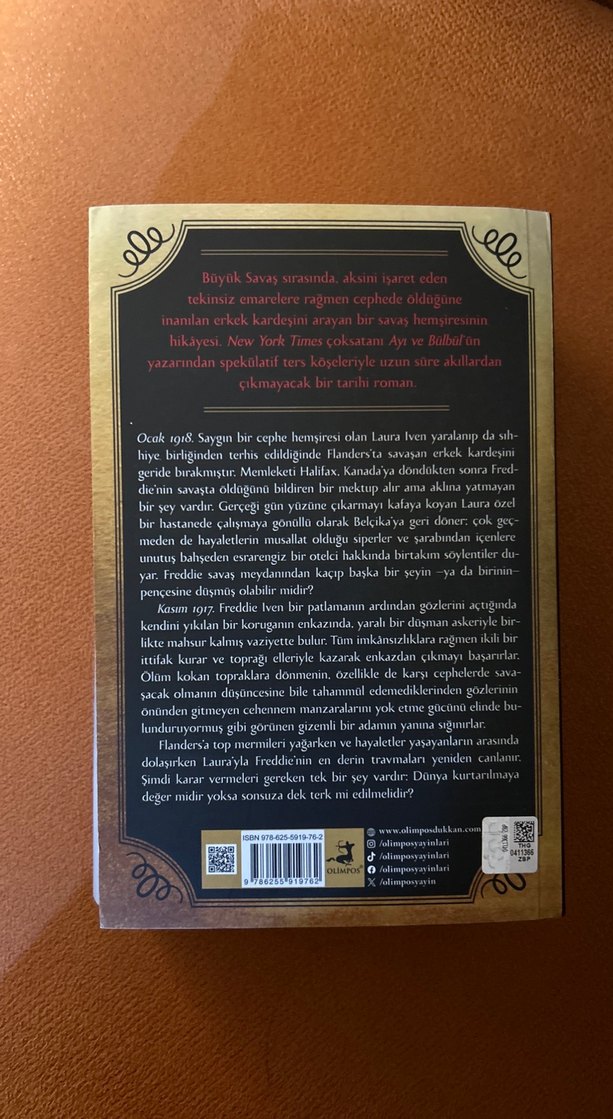 Büyük Savaş sırasında, aksini işaret eden
tekinsiz emarelere rağmen cephede öldüğüne
inanılan erkek kardeşini arayan bir savaş hemşiresinin
hikâyesi. New York Times çoksatanı Ayı ve Bülbül'ün
yazarından spekülatif ters köşeleriyle uzun süre akıllardan
çıkmayacak bir tarihi roman.
Ocak 1918. Saygın bir cephe hemşiresi olan Laura Iven yaralanıp da sıh-
hiye birliğinden terhis edildiğinde Flanders'ta savaşan erkek kardeşini
geride bırakmıştır. Memleketi Halifax, Kanada'ya döndükten sonra Fred-
die'nin savaşta öldüğünü bildiren bir mektup alır ama aklına yatmayan
bir şey vardır. Gerçeği gün yüzüne çıkarmayı kafaya koyan Laura özel
bir hastanede çalışmaya gönüllü olarak Belçika'ya geri döner: çok geç-
meden de hayaletlerin musallat olduğu siperler ve şarabından içenlere
unutuş bahşeden esrarengiz bir otelci hakkında birtakım söylentiler du-
yar. Freddie savaş meydanından kaçıp başka bir şeyin –ya da birinin–
pençesine düşmüş olabilir midir?
Kasım 1917. Freddie Iven bir patlamanın ardından gözlerini açtığında
kendini yıkılan bir koruganın enkazında, yaralı bir düşman askeriyle bir-
likte mahsur kalmış vaziyette bulur. Tüm imkânsızlıklara rağmen ikili bir
ittifak kurar ve toprağı elleriyle kazarak enkazdan çıkmayı başarırlar.
Ölüm kokan topraklara dönmenin, özellikle de karşı cephelerde sava-
şacak olmanın düşüncesine bile tahammül edemediklerinden gözlerinin
önünden gitmeyen cehennem manzaralarını yok etme gücünü elinde bu-
lunduruyormuş gibi görünen gizemli bir adamın yanına sığınırlar.
Flanders'a top mermileri yağarken ve hayaletler yaşayanların arasında
dolaşırken Laura'yla Freddie'nin en derin travmaları yeniden canlanır.
Şimdi karar vermeleri gereken tek bir şey vardır: Dünya kurtarılmaya
değer midir yoksa sonsuza dek terk mi edilmelidir?
ISBN 978-625-5919-76-2
9 786255 919762
OLİMPOS
www.olimposdukkan.com
/olimposyayinlari
/olimposyayinlari
/olimposyayinlari
/olimposyayin
THG
0411366
ZBP